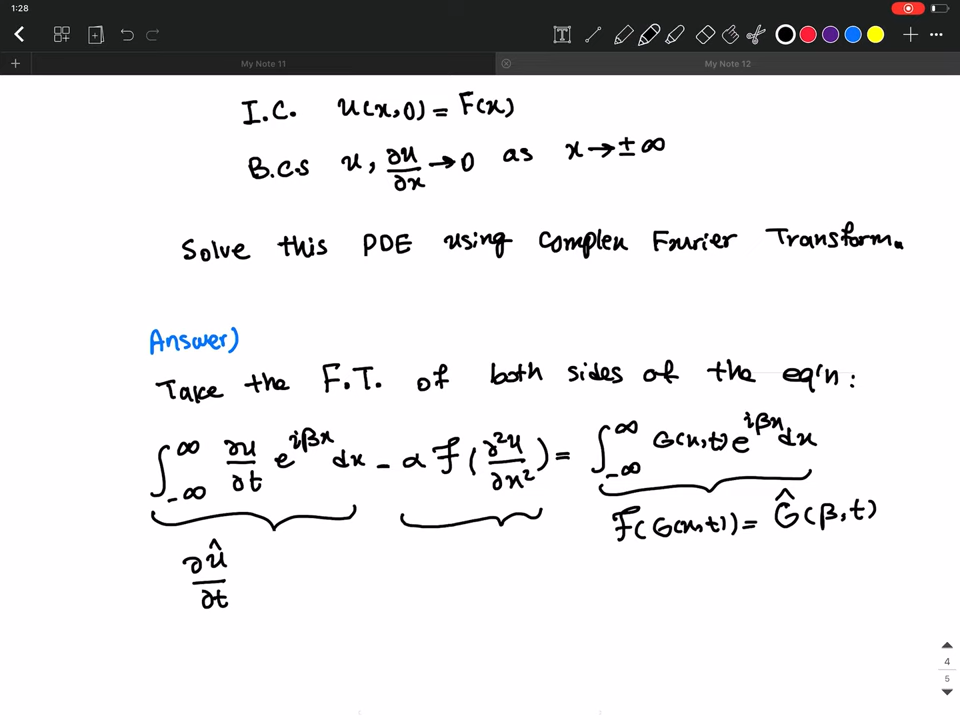 1:28
My Note 11
My Note 12
I.C. u(x,0) = F(x)
B.C.s u, ∂u/∂x → 0 as x → ± ∞
Solve this PDE using Complex Fourier Transform.
Answer)
Take the F.T. of both sides of the eq'n:
∫_{-∞}^{∞} ∂u/∂t e^{iβx} dx - α ℱ(∂²u/∂x²) = ∫_{-∞}^{∞} G(x,t) e^{iβx} dx
ℱ(G(x,t)) = Ĝ(β,t)
∂û/∂t
4
5